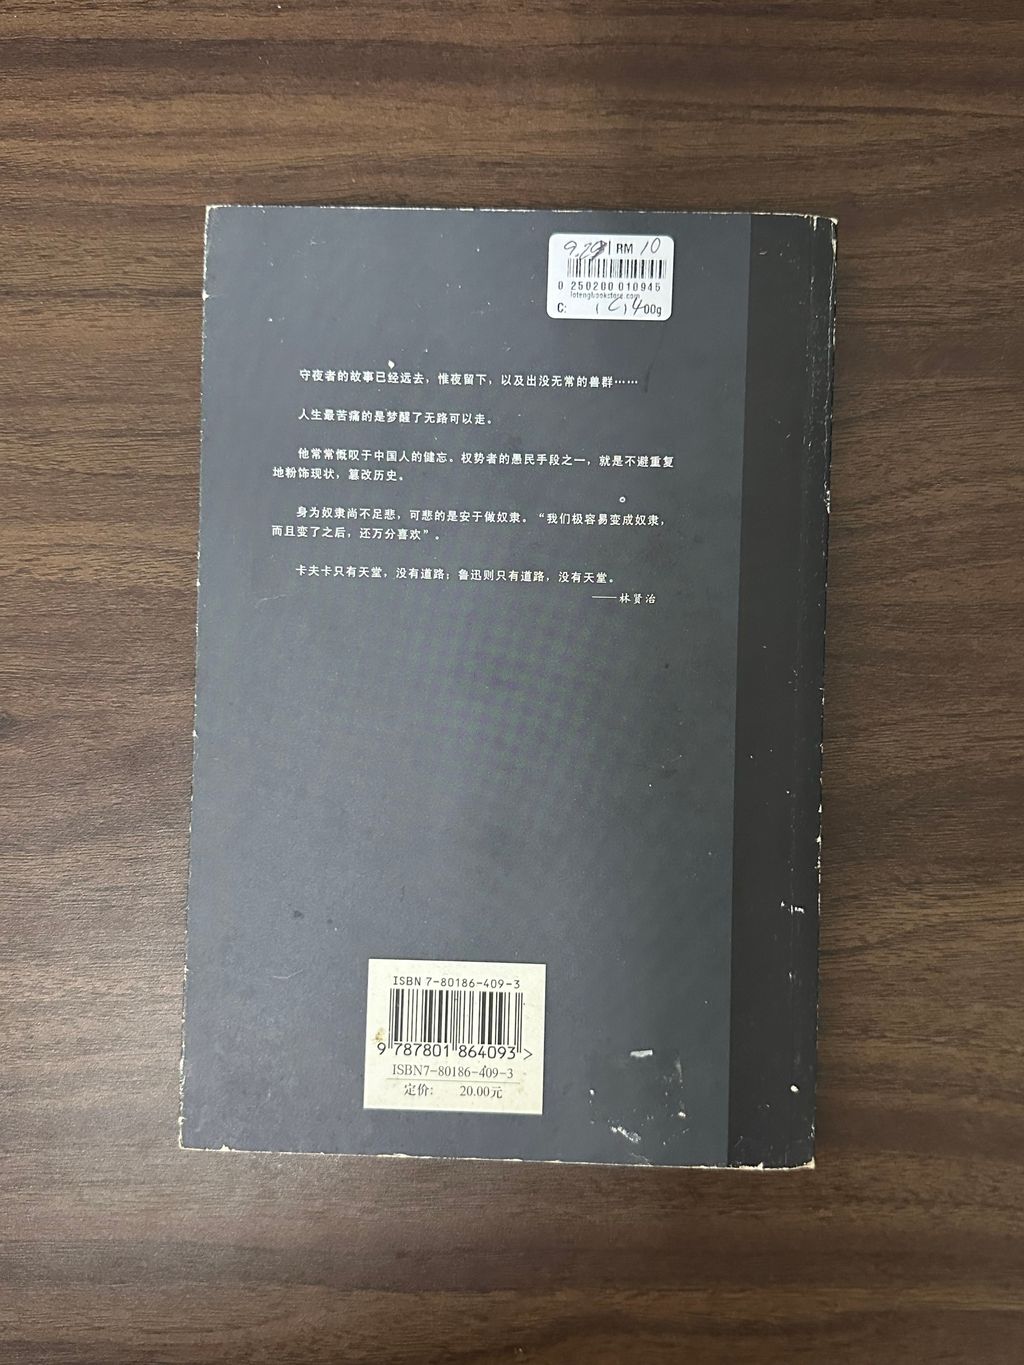 9.29 RM 10
0 250200 010946
lotengbookstore.com
C: (2) 400g
守夜者的故事已经远去，惟夜留下，以及出没无常的兽群……
人生最苦痛的是梦醒了无路可以走。
他常常慨叹于中国人的健忘。权势者的愚民手段之一，就是不避重复
地粉饰现状，篡改历史。
身为奴隶尚不足悲，可悲的是安于做奴隶。“我们极容易变成奴隶，
而且变了之后，还万分喜欢”。
卡夫卡只有天堂，没有道路；鲁迅则只有道路，没有天堂。
——林贤治
ISBN 7-80186-409-3
9 787801 864093 >
ISBN7-80186-409-3
定价： 20.00元